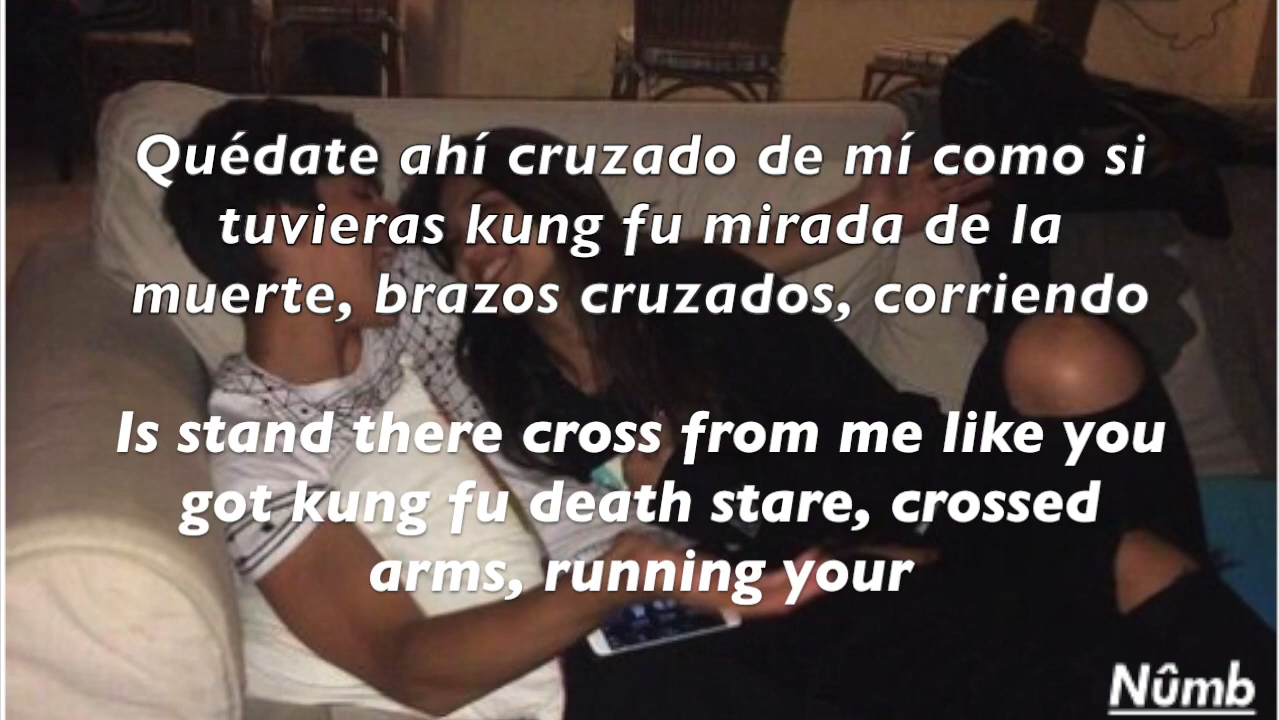 Quédate ahí cruzado de mí como si
tuvieras kung fu mirada de la
muerte, brazos cruzados, corriendo
Is stand there cross from me like you
got kung fu death stare, crossed
arms, running your
Nûmb